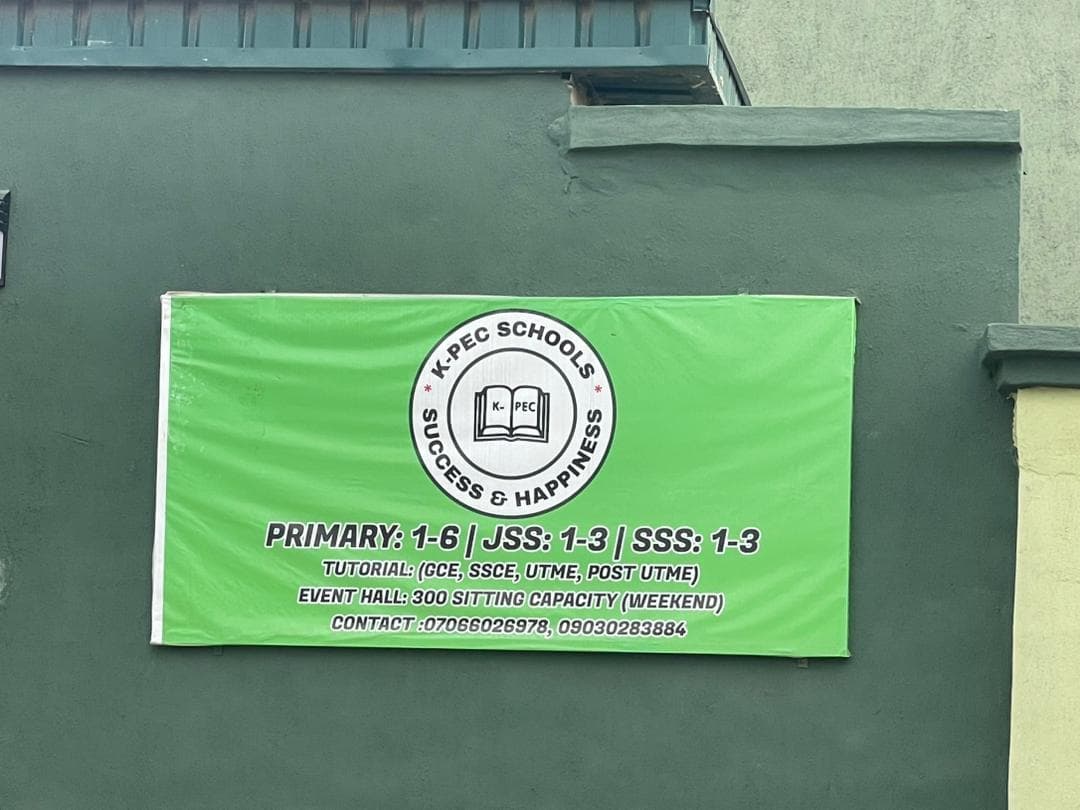 * K-PEC SCHOOLS *
K- PEC
SUCCESS & HAPPINESS
PRIMARY: 1-6 | JSS: 1-3 | SSS: 1-3
TUTORIAL: (GCE, SSCE, UTME, POST UTME)
EVENT HALL: 300 SITTING CAPACITY (WEEKEND)
CONTACT :07066026978, 09030283884